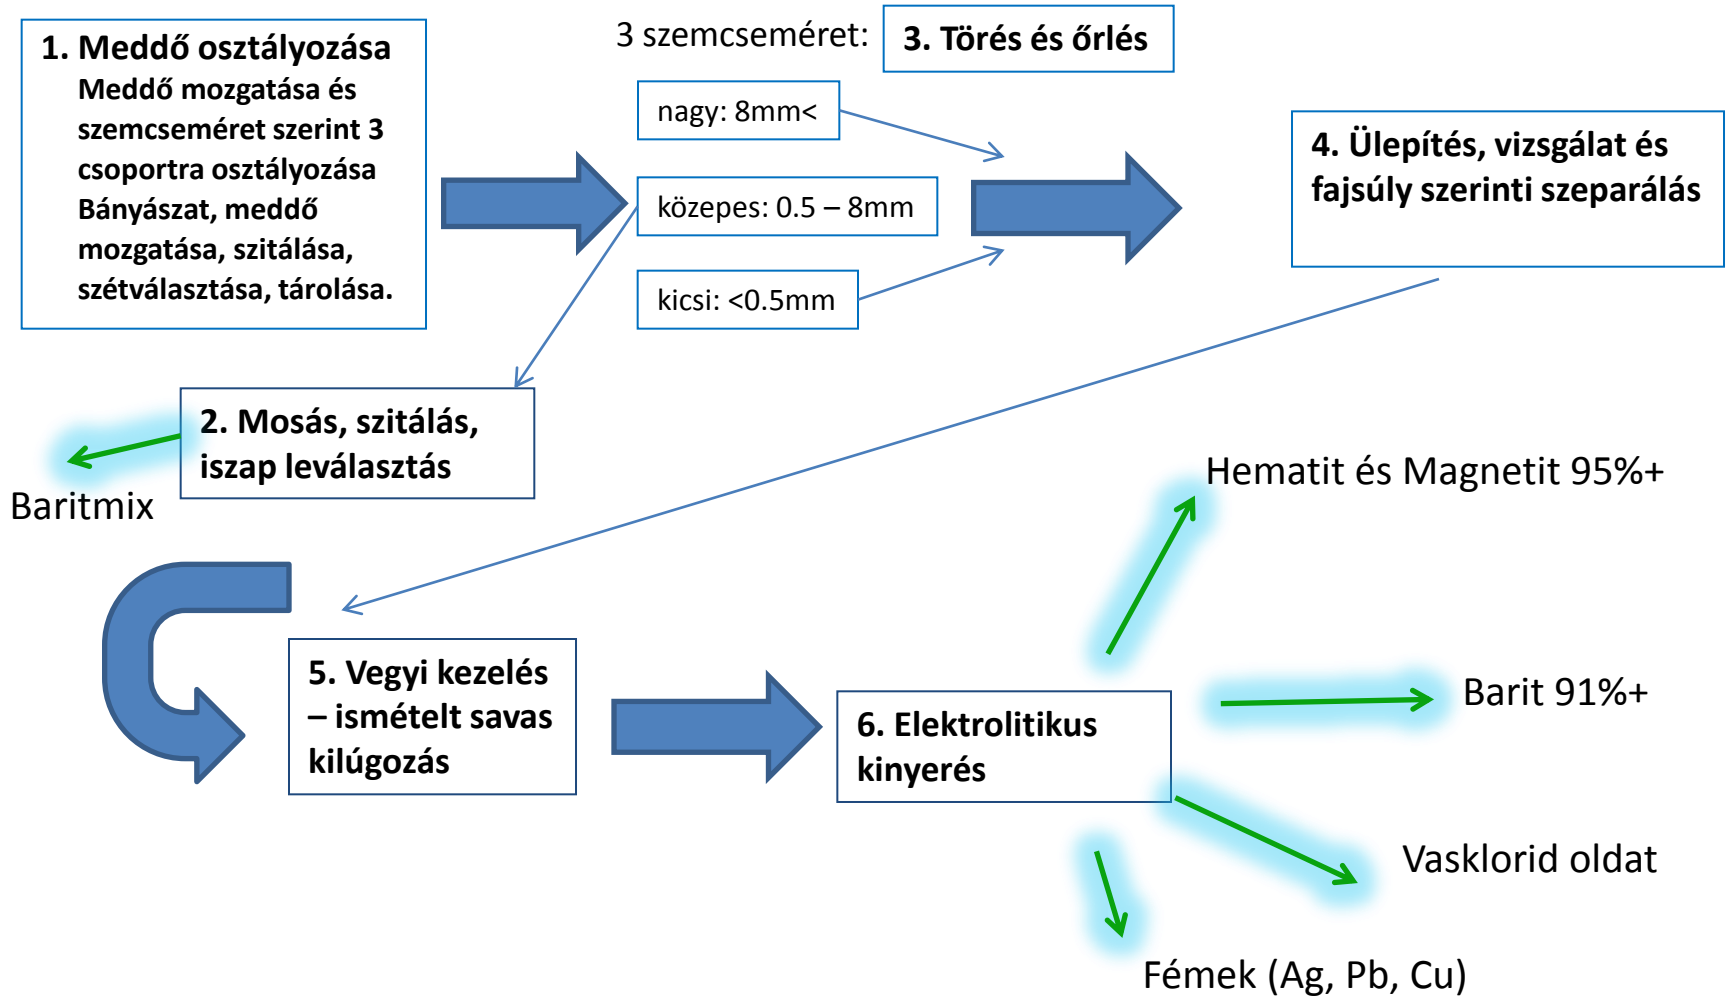 1. Meddő osztályozása
Meddő mozgatása és
szemcseméret szerint 3
csoportra osztályozása
Bányászat, meddő
mozgatása, szitálása,
szétválasztása, tárolása.
3 szemcseméret:
3. Törés és őrlés
nagy: 8mm<
közepes: 0.5 – 8mm
kicsi: <0.5mm
4. Ülepítés, vizsgálat és
fajsúly szerinti szeparálás
2. Mosás, szitálás,
iszap leválasztás
Baritmix
5. Vegyi kezelés
– ismételt savas
kilúgozás
6. Elektrolitikus
kinyerés
Hematit és Magnetit 95%+
Barit 91%+
Vasklorid oldat
Fémek (Ag, Pb, Cu)